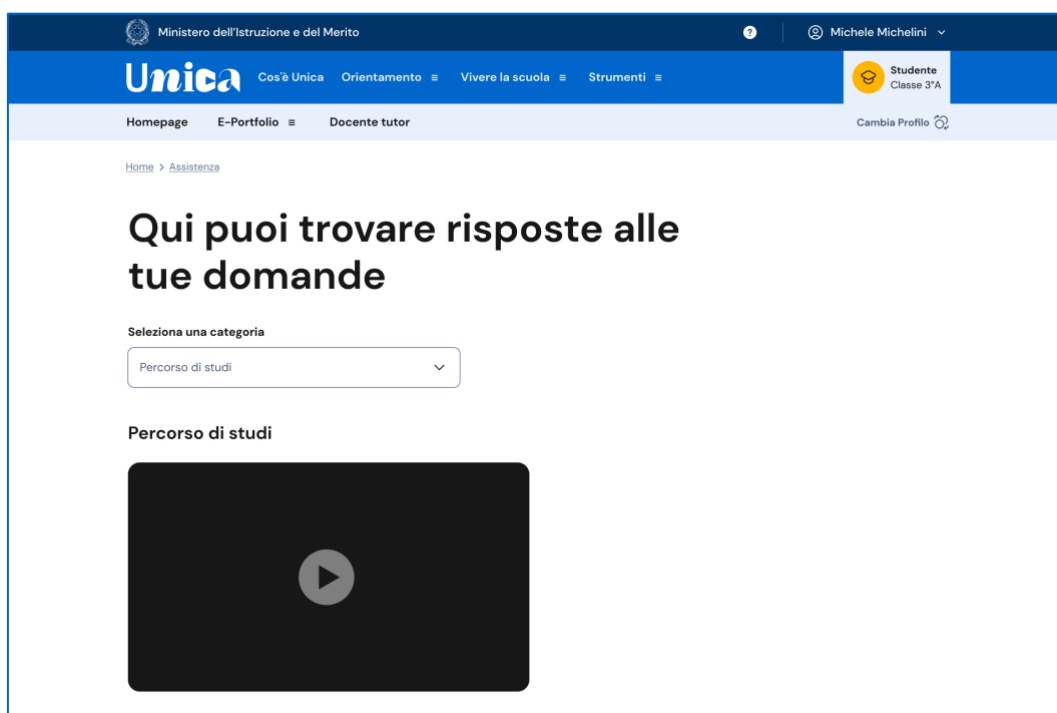 Ministero dell'Istruzione e del Merito
?
Michele Michelini
Unica
Cos'è Unica
Orientamento
Vivere la scuola
Strumenti
Studente
Classe 3°A
Homepage
E-Portfolio
Docente tutor
Cambia Profilo
Home > Assistenza
Qui puoi trovare risposte alle
tue domande
Seleziona una categoria
Percorso di studi
Percorso di studi